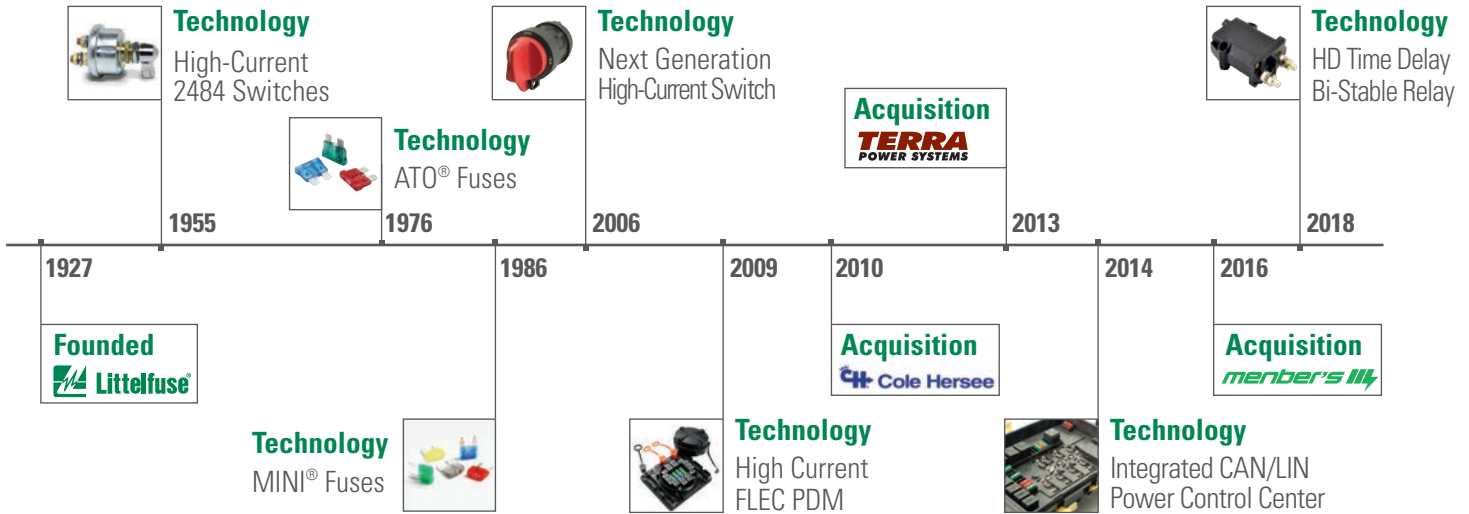 Technology
High-Current
2484 Switches
Technology
Next Generation
High-Current Switch
Technology
HD Time Delay
Bi-Stable Relay
Acquisition
TERRA
POWER SYSTEMS
Technology
ATO® Fuses
1955
1976
2006
2013
2018
1927
1986
2009
2010
2014
2016
Founded
Littelfuse®
Acquisition
CH Cole Hersee
Acquisition
menber's
Technology
MINI® Fuses
Technology
High Current
FLEC PDM
Technology
Integrated CAN/LIN
Power Control Center